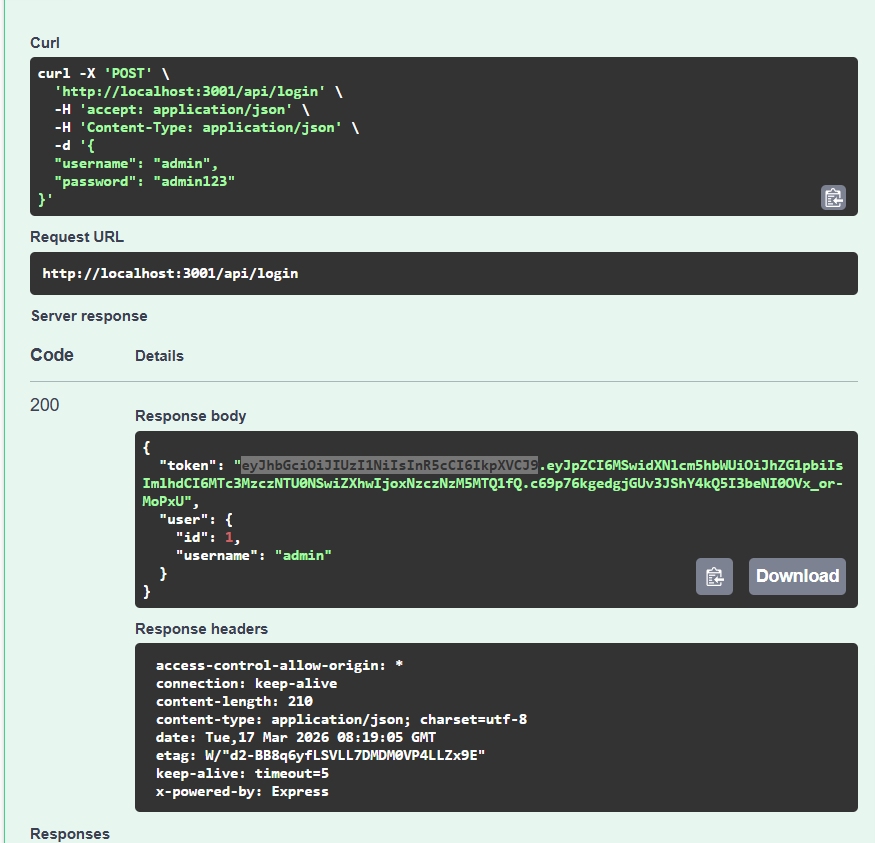 Curl
curl -X 'POST' \
  'http://localhost:3001/api/login' \
  -H 'accept: application/json' \
  -H 'Content-Type: application/json' \
  -d '{
  "username": "admin",
  "password": "admin123"
}'
Request URL
http://localhost:3001/api/login
Server response
Code Details
200
Response body
{
  "token": "eyJhbGciOiJIUzI1NiIsInR5cCI6IkpXVCJ9.eyJpZCI6MSwidXNlcm5hbWUiOiJhZG1pbiIs
ImlhdCI6MTc3MzczNTU0NSwiZXhwIjoxNzczNzM5MTQ1fQ.c69p76kgedgjGUv3JShY4kQ5I3beNI0OVx_or-
MoPxU",
  "user": {
    "id": 1,
    "username": "admin"
  }
}
Download
Response headers
access-control-allow-origin: *
connection: keep-alive
content-length: 210
content-type: application/json; charset=utf-8
date: Tue,17 Mar 2026 08:19:05 GMT
etag: W/"d2-BB8q6yfLSVLL7DMDM0VP4LLZx9E"
keep-alive: timeout=5
x-powered-by: Express
Responses